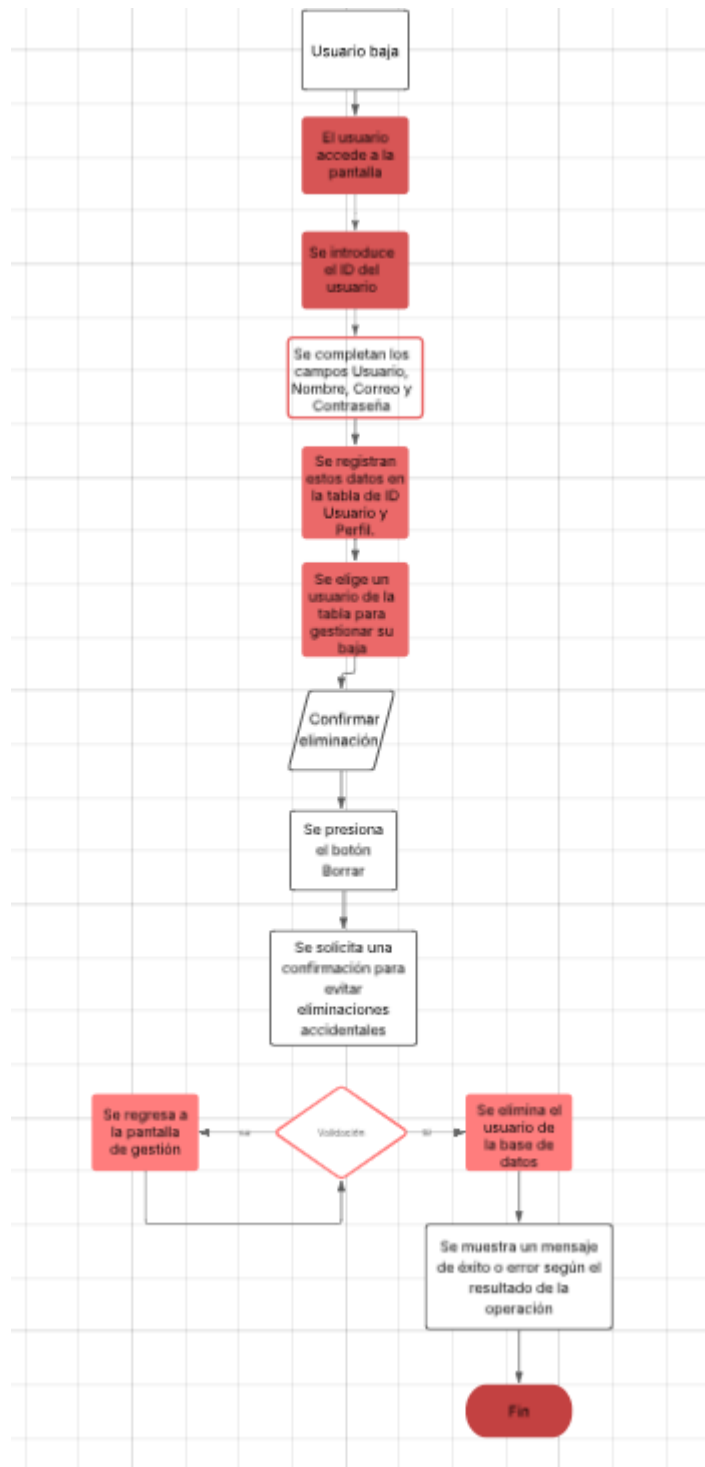 Usuario baja
El usuario
accede a la
pantalla
Se introduce
el ID del
usuario
Se completan los
campos Usuario,
Nombre, Correo y
Contraseña
Se registran
estos datos en
la tabla de ID
Usuario y
Perfil.
Se elige un
usuario de la
tabla para
gestionar su
baja
Confirmar
eliminación
Se presiona
el botón
Borrar
Se solicita una
confirmación para
evitar
eliminaciones
accidentales
Se regresa a
la pantalla
de gestión
Validación
Se elimina el
usuario de
la base de
datos
Se muestra un mensaje
de éxito o error según el
resultado de la
operación
Fin